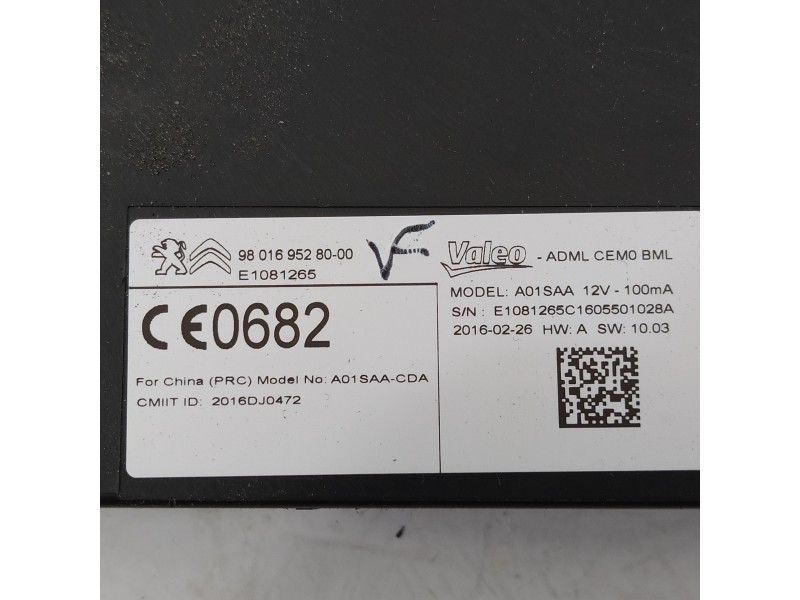 98 016 952 80-00
E1081265
VF
Valeo - ADML CEM0 BML
MODEL: A01SAA 12V - 100mA
S/N : E1081265C1605501028A
2016-02-26 HW: A SW: 10.03
CE0682
For China (PRC) Model No: A01SAA-CDA
CMIIT ID: 2016DJ0472